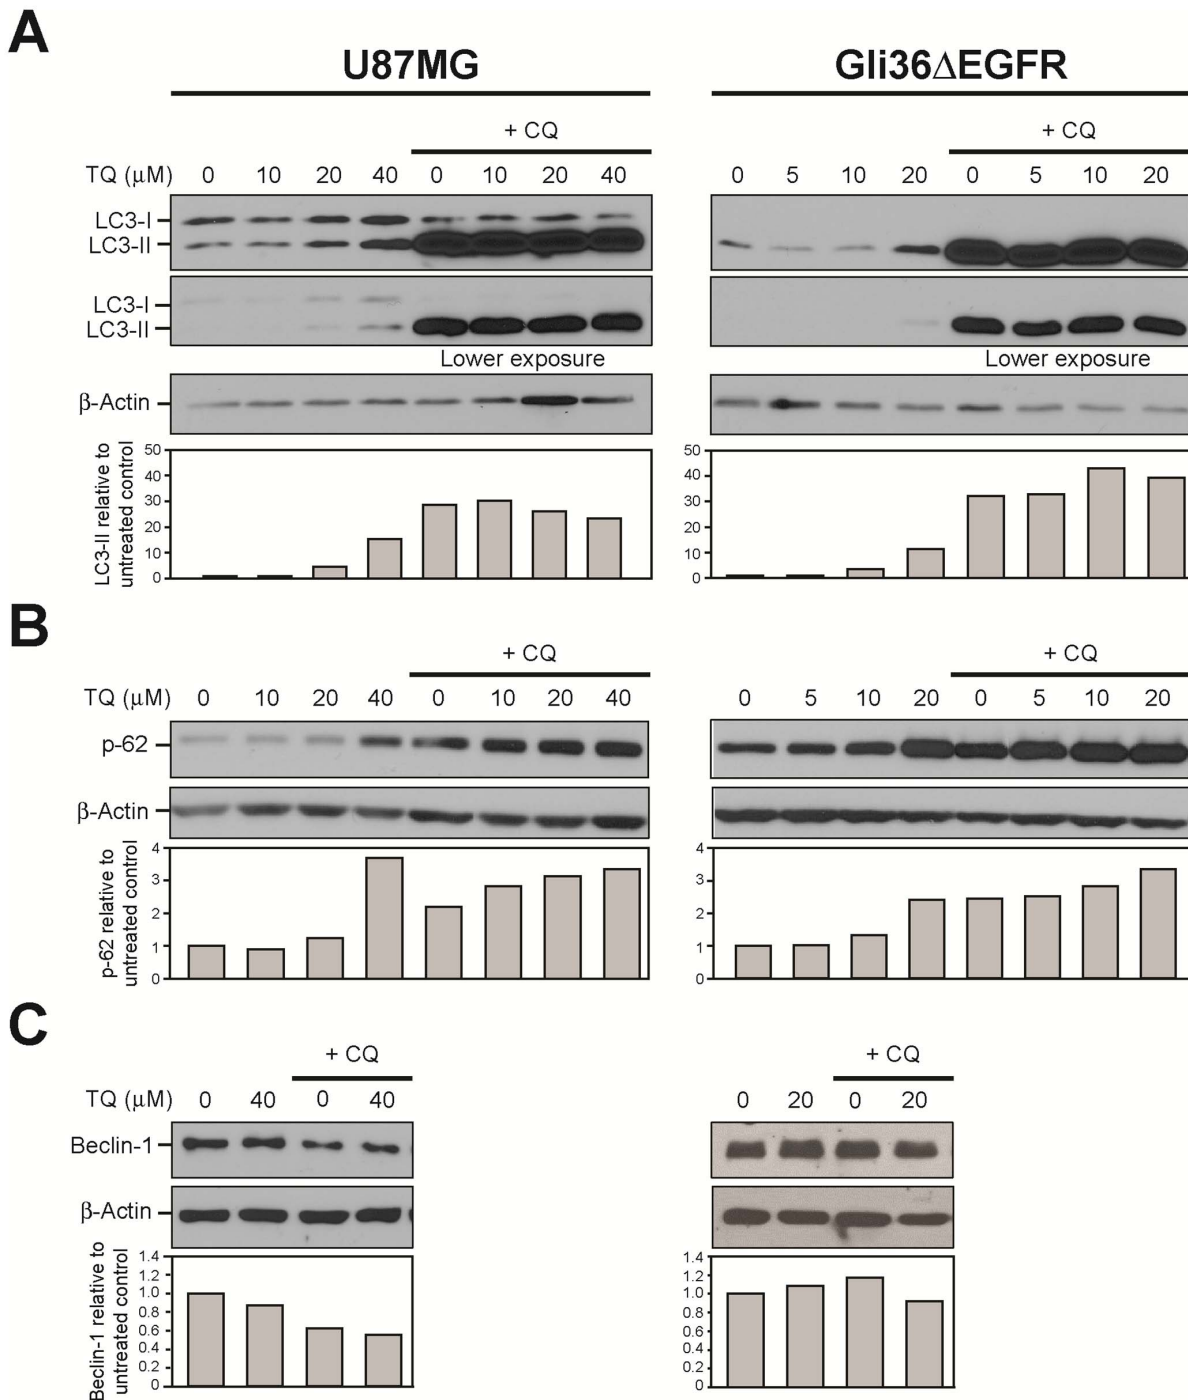 A
U87MG Gli36ΔEGFR
+ CQ + CQ
TQ (μM) 0 10 20 40 0 10 20 40 0 5 10 20 0 5 10 20
LC3-I
LC3-II
LC3-I
LC3-II
Lower exposure Lower exposure
β-Actin
LC3-II relative to
untreated control
50
40
30
20
10
0
50
40
30
20
10
0
B
+ CQ + CQ
TQ (μM) 0 10 20 40 0 10 20 40 0 5 10 20 0 5 10 20
p-62
β-Actin
p-62 relative to
untreated control
4
3
2
1
0
4
3
2
1
0
C
+ CQ + CQ
TQ (μM) 0 40 0 40 0 20 0 20
Beclin-1
β-Actin
Beclin-1 relative to
untreated control
1.4
1.2
1.0
0.8
0.6
0.4
0.2
0
1.4
1.2
1.0
0.8
0.6
0.4
0.2
0